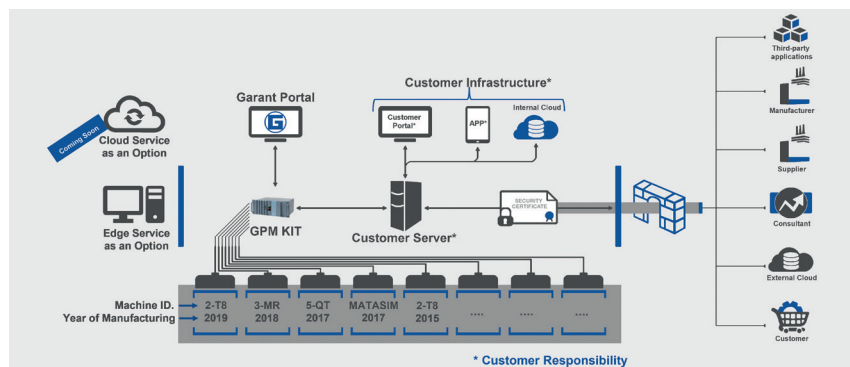 Coming Soon
Cloud Service
as an Option
Edge Service
as an Option
Garant Portal
G
GPM KIT
Customer Infrastructure*
Customer
Portal*
APP*
Internal Cloud
Customer Server*
SECURITY
CERTIFICATE
Third-party
applications
Manufacturer
Supplier
Consultant
External Cloud
Customer
Machine ID. 2-T8 3-MR 5-QT MATASIM 2-T8 .... .... ....
Year of Manufacturing 2019 2018 2017 2017 2015
* Customer Responsibility